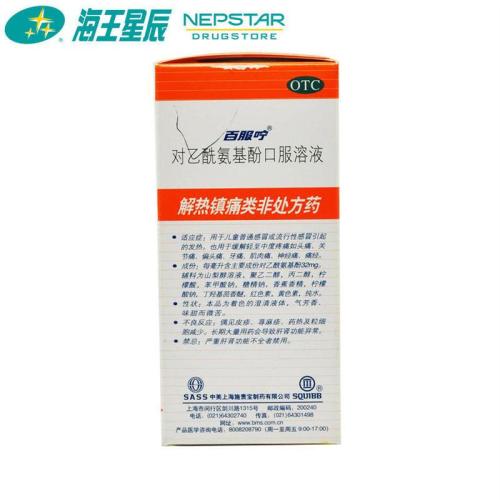 海王星辰 NEPSTAR
DRUGSTORE
OTC
百服咛®
对乙酰氨基酚口服溶液
解热镇痛类非处方药
• 适应症：用于儿童普通感冒或流行性感冒引起
的发热，也用于缓解轻至中度疼痛如头痛、关
节痛、偏头痛、牙痛、肌肉痛、神经痛、痛经。
• 成份：每毫升含主要成份对乙酰氨基酚32mg。
辅料为山梨醇溶液，聚乙二醇，丙二醇，柠
檬酸，苯甲酸钠，糖精钠，香蕉香精，柠檬
酸钠，丁羟基茴香醚，红色素，黄色素，纯水。
• 性状：本品为着色的澄清液体，气芳香，
味甜而微苦。
• 不良反应：偶见皮疹、荨麻疹、药热及粒细
胞减少。长期大量用药会导致肝肾功能异常。
• 禁忌：严重肝肾功能不全者禁用。
SASS 中美上海施贵宝制药有限公司 SQUIBB
上海市闵行区剑川路1315号 邮政编码：200240
电话：(021)64302740 传真：(021)64301498
网址：www.bms.com.cn
产品医学咨询电话：8008208790（周一至周五 9:00-17:00）